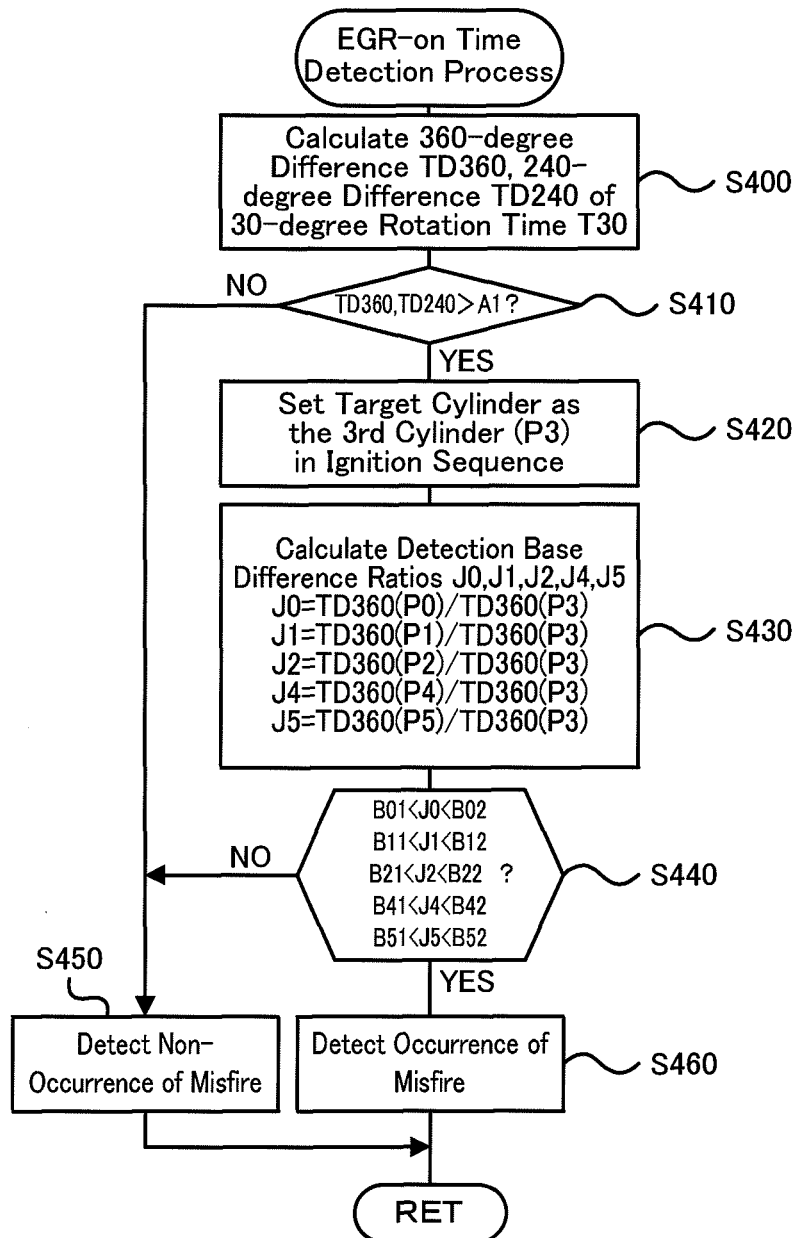 EGR-on Time
Detection Process
Calculate 360-degree
Difference TD360, 240-
degree Difference TD240 of
30-degree Rotation Time T30
S400
NO
TD360,TD240>A1?
S410
YES
Set Target Cylinder as
the 3rd Cylinder (P3)
in Ignition Sequence
S420
Calculate Detection Base
Difference Ratios J0,J1,J2,J4,J5
J0=TD360(P0)/TD360(P3)
J1=TD360(P1)/TD360(P3)
J2=TD360(P2)/TD360(P3)
J4=TD360(P4)/TD360(P3)
J5=TD360(P5)/TD360(P3)
S430
B01<J0<B02
B11<J1<B12
NO
B21<J2<B22 ?
B41<J4<B42
B51<J5<B52
S440
YES
S450
Detect Non-
Occurrence of Misfire
Detect Occurrence of
Misfire
S460
RET